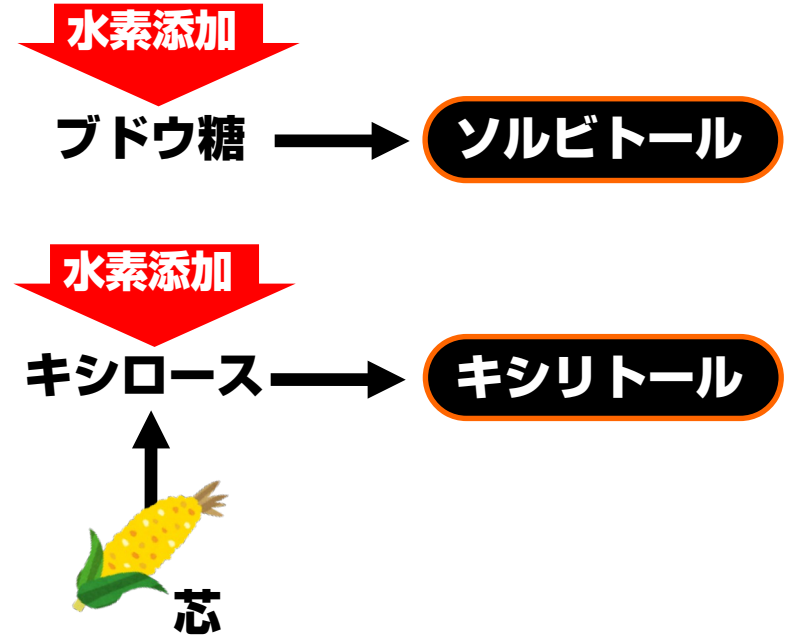 水素添加
ブドウ糖
ソルビトール
水素添加
キシロース
キシリトール
芯